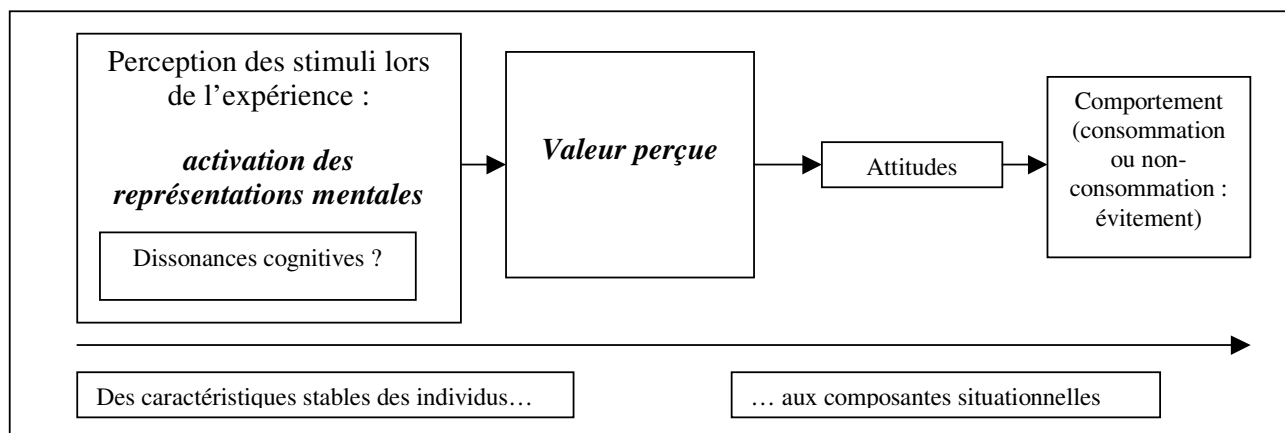 Perception des stimuli lors
de l’expérience :
activation des
représentations mentales
Dissonances cognitives ?
Valeur perçue
Attitudes
Comportement
(consommation
ou non-
consommation :
évitement)
Des caractéristiques stables des individus…
… aux composantes situationnelles